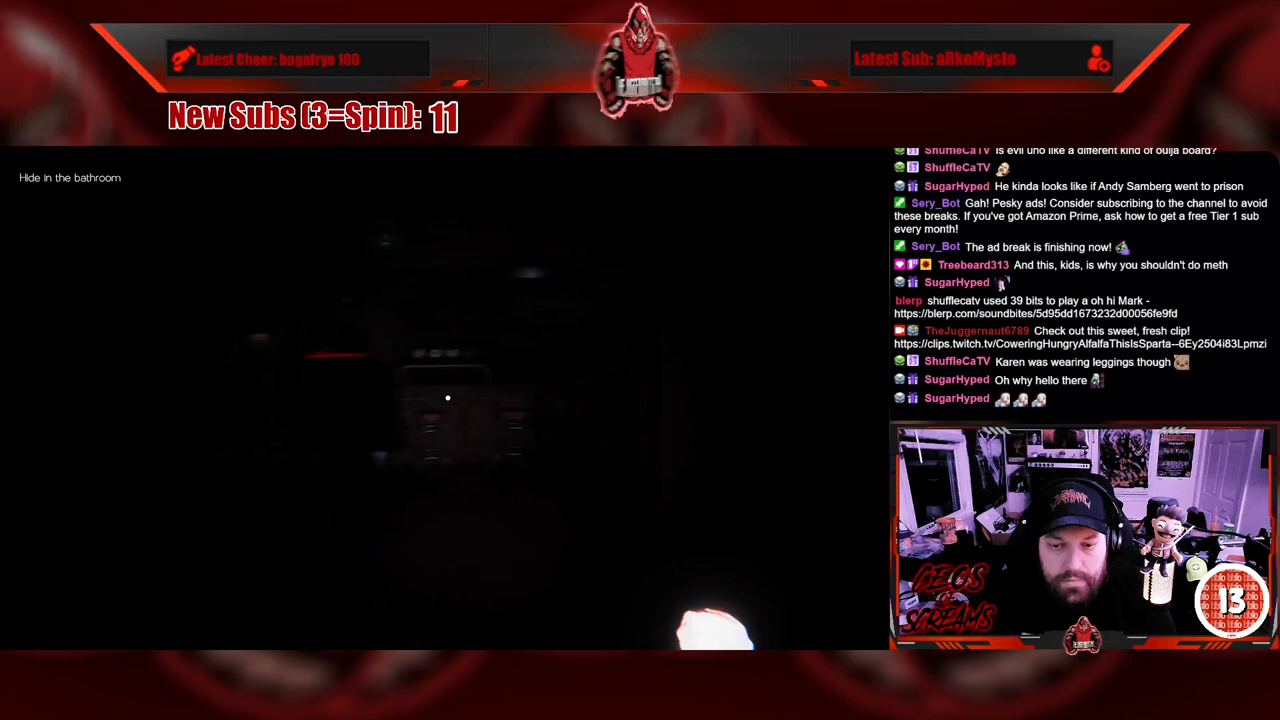 Latest Cheer: bagofrye 100
Latest Sub: aRkoMysto
New Subs (3=Spin): 11
Hide in the bathroom
ShuffleCaTV Is evil uno like a different kind of ouija board?
ShuffleCaTV
SugarHyped He kinda looks like if Andy Samberg went to prison
Sery_Bot Gah! Pesky ads! Consider subscribing to the channel to avoid
these breaks. If you've got Amazon Prime, ask how to get a free Tier 1 sub
every month!
Sery_Bot The ad break is finishing now!
Treebeard313 And this, kids, is why you shouldn't do meth
SugarHyped
blerp shufflecatv used 39 bits to play a oh hi Mark -
https://blerp.com/soundbites/5d95dd1673232d00056fe9fd
TheJuggernaut6789 Check out this sweet, fresh clip!
https://clips.twitch.tv/CoweringHungryAlfalfaThisIsSparta--6Ey2504i83Lpmzi
ShuffleCaTV Karen was wearing leggings though
SugarHyped Oh why hello there
SugarHyped
SCREAMS
13